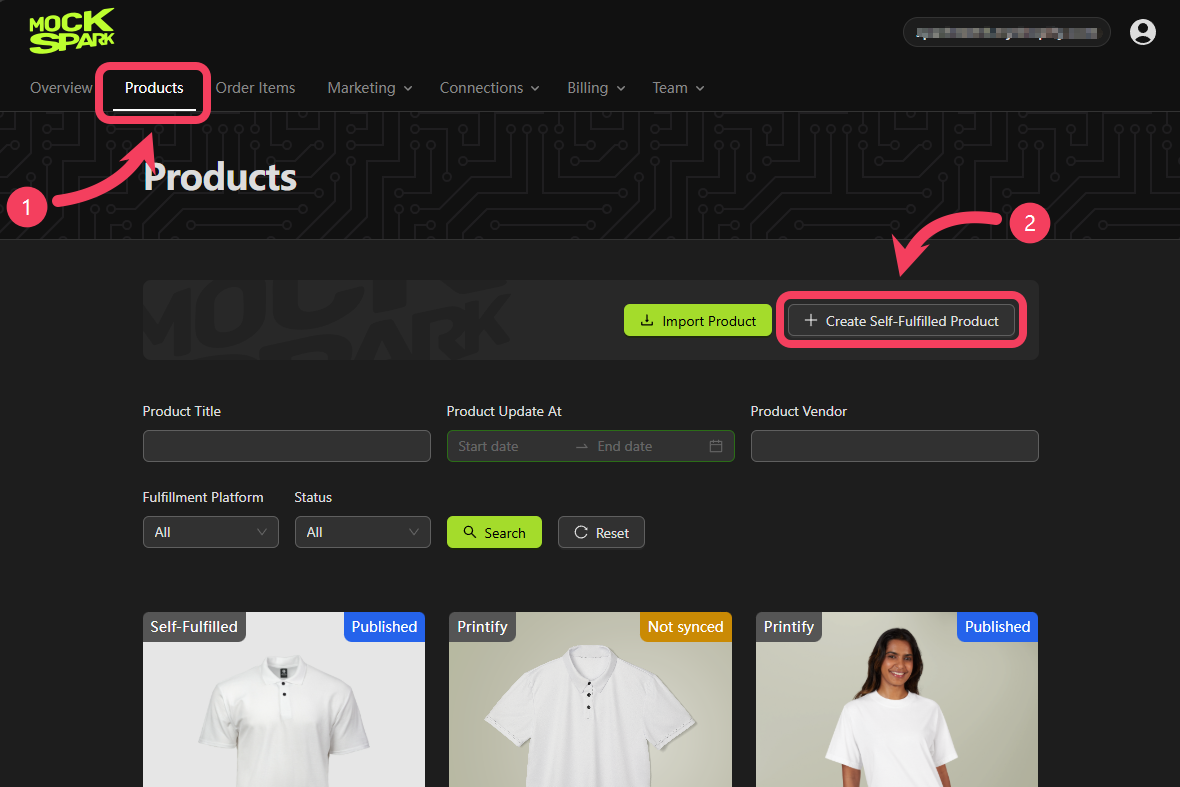 MOCK
SPARK
Overview Products Order Items Marketing Connections Billing Team
1
Products
2
MOCK
SPARK
Import Product + Create Self-Fulfilled Product
Product Title Product Update At Product Vendor
Start date → End date
Fulfillment Platform Status
All All Search Reset
Self-Fulfilled Published Printify Not synced Printify Published